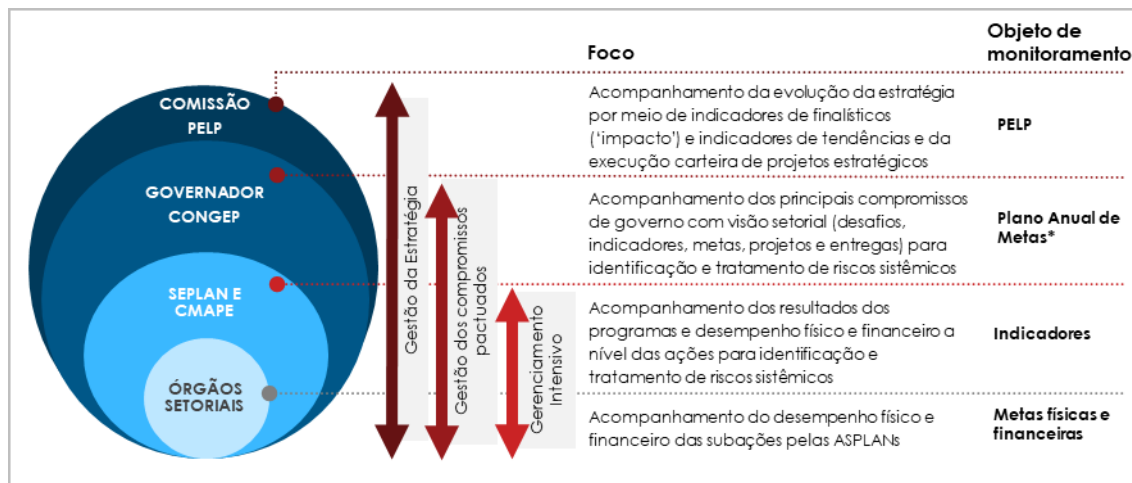 Foco
Objeto de
monitoramento
COMISSÃO
PELP
Acompanhamento da evolução da estratégia
por meio de indicadores de finalísticos
('impacto') e indicadores de tendências e da
execução carteira de projetos estratégicos
PELP
GOVERNADOR
CONGEP
Acompanhamento dos principais compromissos
de governo com visão setorial (desafios,
indicadores, metas, projetos e entregas) para
identificação e tratamento de riscos sistêmicos
Plano Anual de
Metas*
SEPLAN E
CMAPE
Acompanhamento dos resultados dos
programas e desempenho físico e financeiro a
nível das ações para identificação e
tratamento de riscos sistêmicos
Indicadores
ÓRGÃOS
SETORIAIS
Acompanhamento do desempenho físico e
financeiro das subações pelas ASPLANs
Metas físicas e
financeiras
Gestão da Estratégia
Gestão dos compromissos
pactuados
Gerenciamento
Intensivo